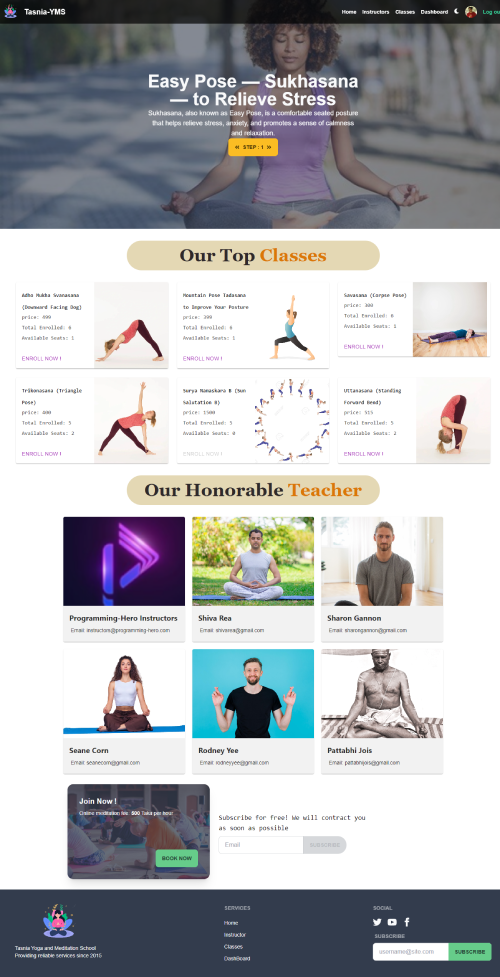 Tasnia-YMS
Home Instructors Classes Dashboard Log ou
Easy Pose — Sukhasana
— to Relieve Stress
Sukhasana, also known as Easy Pose, is a comfortable seated posture
that helps relieve stress, anxiety, and promotes a sense of calmness
and relaxation.
« STEP : 1 »
Our Top Classes
Adho Mukha Svanasana
(Downward Facing Dog)
price: 499
Total Enrolled: 6
Available Seats: 1
ENROLL NOW !
Mountain Pose Tadasana
to Improve Your Posture
price: 399
Total Enrolled: 6
Available Seats: 1
ENROLL NOW !
Savasana (Corpse Pose)
price: 300
Total Enrolled: 6
Available Seats: 1
ENROLL NOW !
Trikonasana (Triangle
Pose)
price: 400
Total Enrolled: 5
Available Seats: 2
ENROLL NOW !
Surya Namaskara B (Sun
Salutation B)
price: 1500
Total Enrolled: 5
Available Seats: 0
ENROLL NOW !
Uttanasana (Standing
Forward Bend)
price: 515
Total Enrolled: 5
Available Seats: 2
ENROLL NOW !
Our Honorable Teacher
Programming-Hero Instructors
Email: instructors@programming-hero.com
Shiva Rea
Email: shivarea@gmail.com
Sharon Gannon
Email: sharongannon@gmail.com
Seane Corn
Email: seanecorn@gmail.com
Rodney Yee
Email: rodneyyee@gmail.com
Pattabhi Jois
Email: pattabhijois@gmail.com
Join Now !
Online meditation fee: 500 Taka per hour
BOOK NOW
Subscribe for free! We will contract you
as soon as possible
Email
SUBSCRIBE
Tasnia Yoga and Meditation School
Providing reliable services since 2015
SERVICES
Home
Instructor
Classes
DashBoard
SOCIAL
SUBSCRIBE
username@site.com
SUBSCRIBE